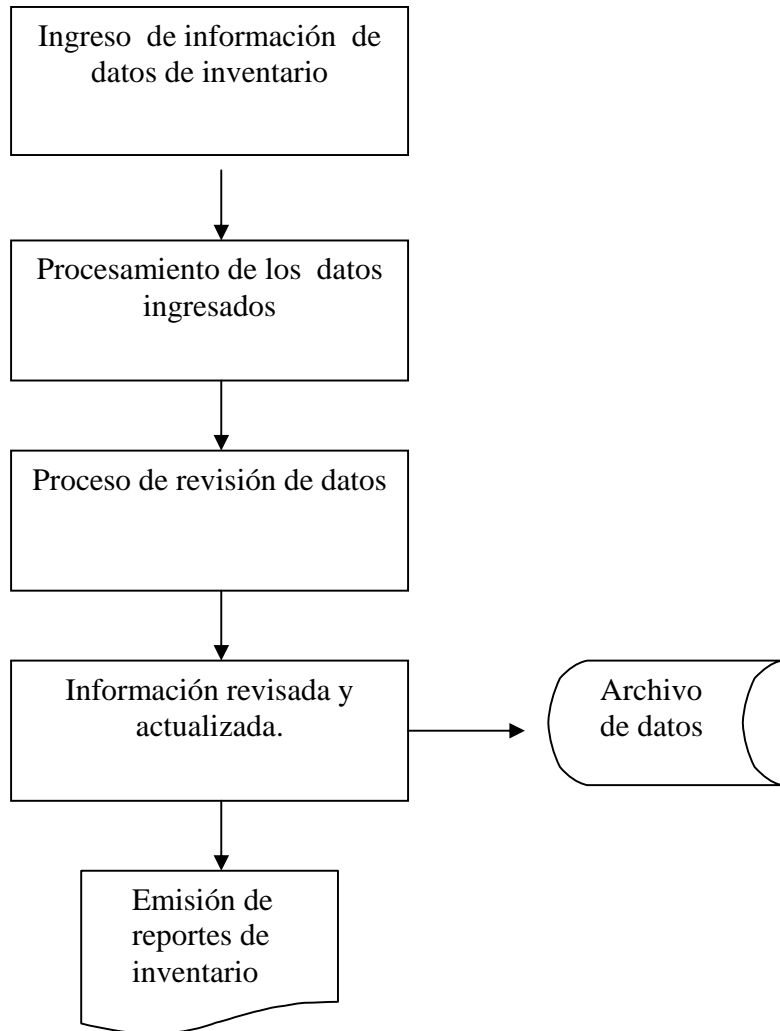 Ingreso de información de
datos de inventario
Procesamiento de los datos
ingresados
Proceso de revisión de datos
Información revisada y
actualizada.
Archivo
de datos
Emisión de
reportes de
inventario